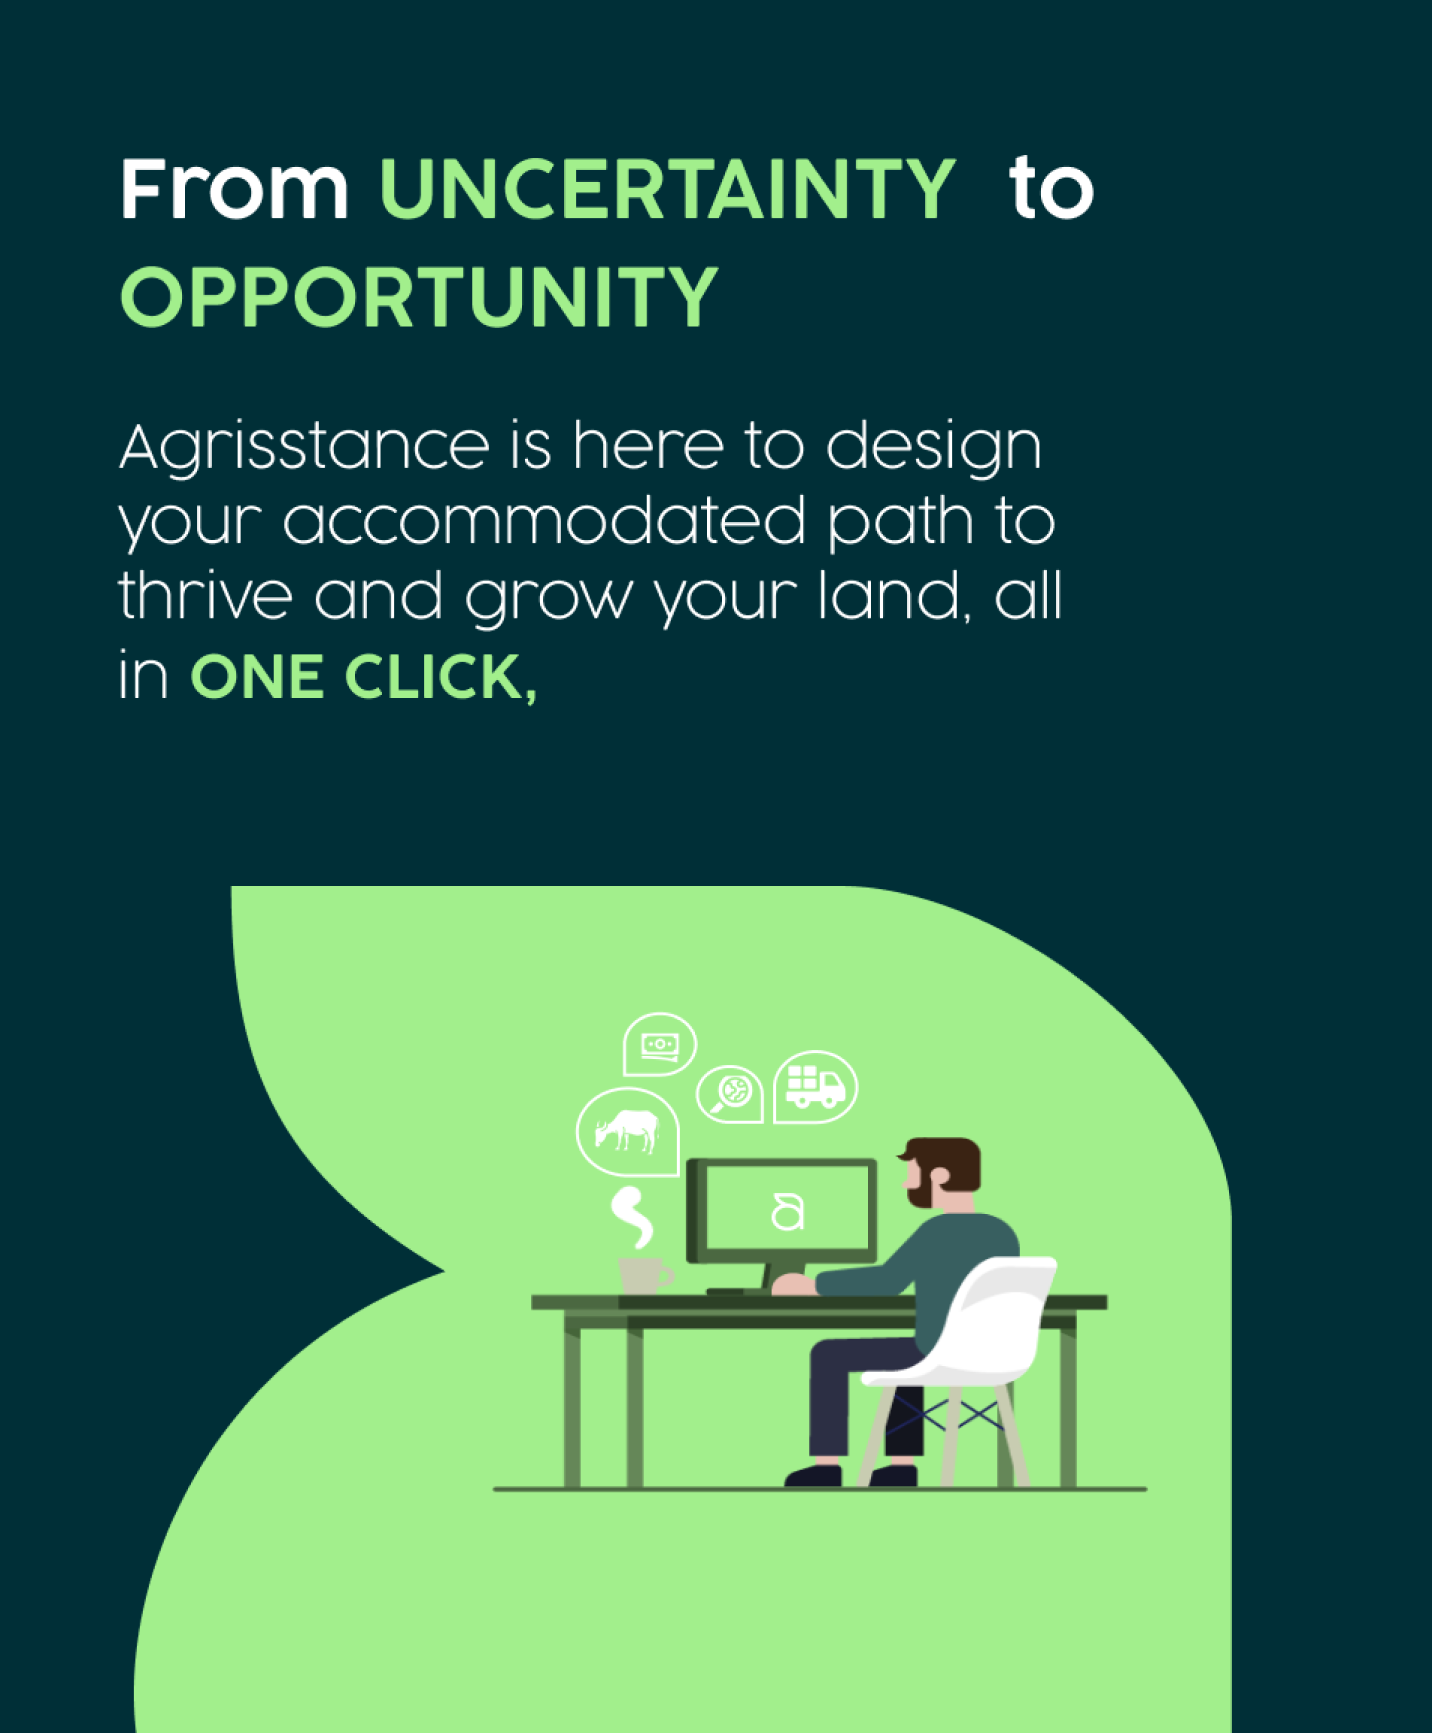 From UNCERTAINTY to
OPPORTUNITY
Agrisstance is here to design
your accommodated path to
thrive and grow your land, all
in ONE CLICK,
a